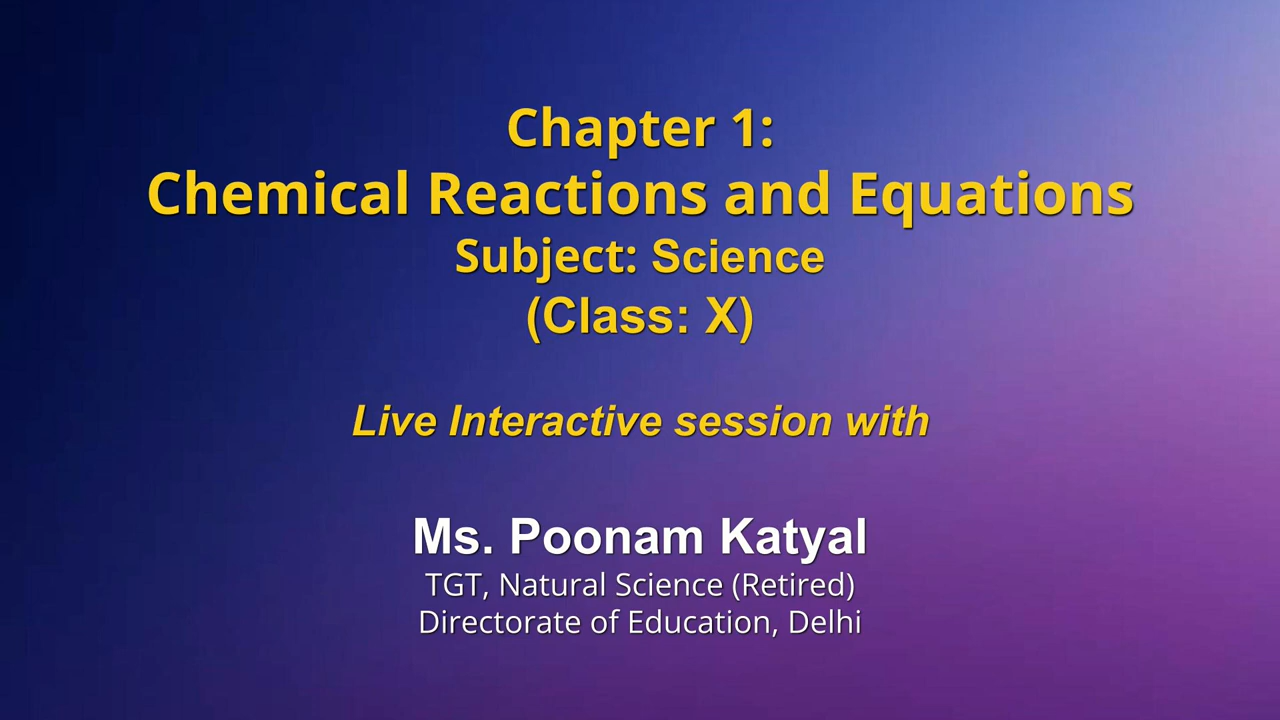 Chapter 1:
Chemical Reactions and Equations
Subject: Science
(Class: X)
Live Interactive session with
Ms. Poonam Katyal
TGT, Natural Science (Retired)
Directorate of Education, Delhi